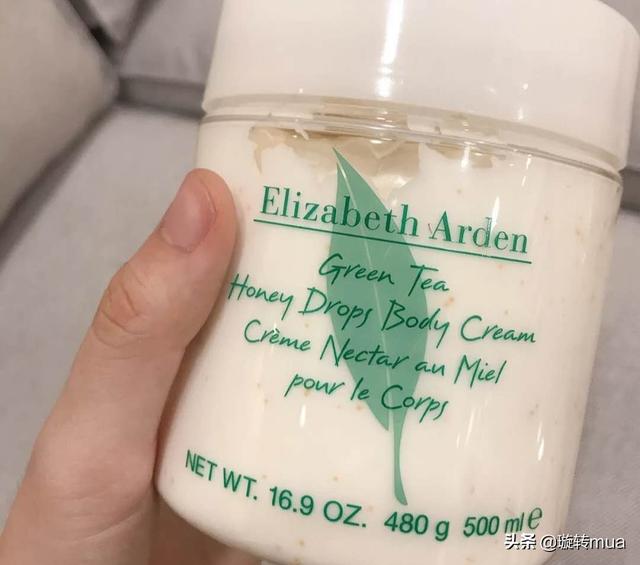 Elizabeth Arden
Green Tea
Honey Drops Body Cream
Crème Nectar au Miel
pour le Corps
NET WT. 16.9 OZ. 480 g 500 ml e
头条 @璇转mua